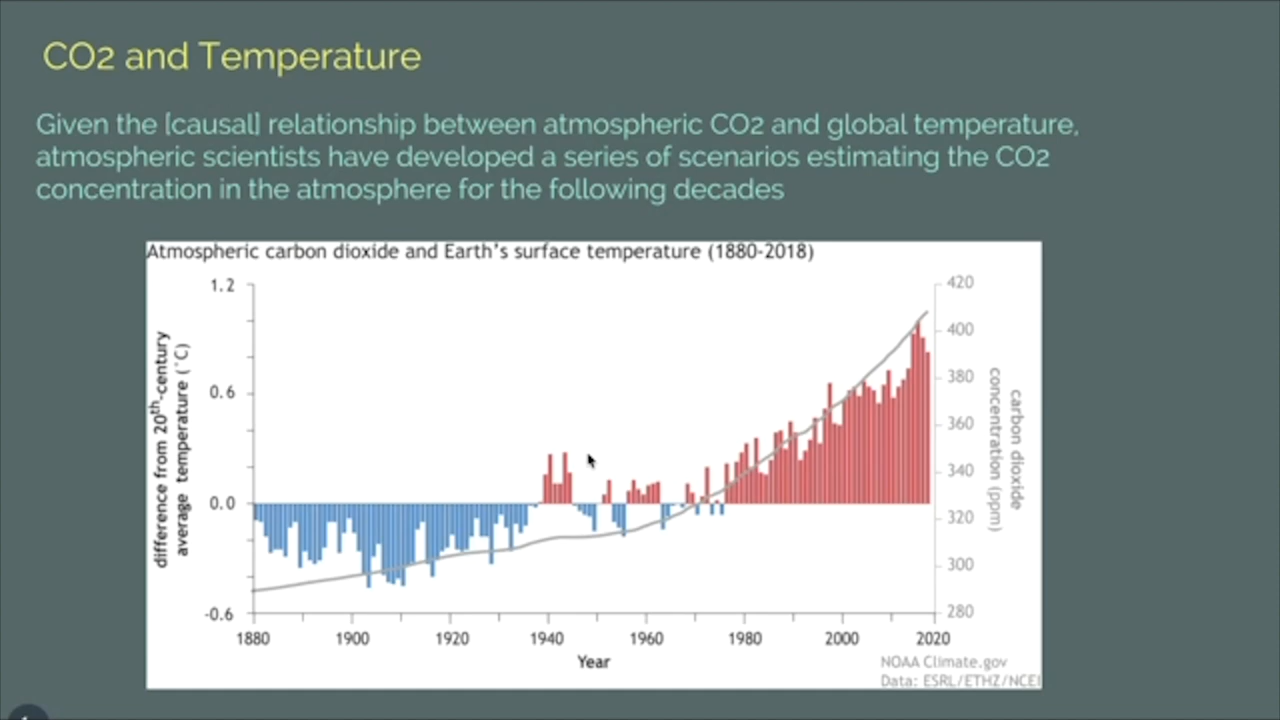 CO2 and Temperature
Given the [causal] relationship between atmospheric CO2 and global temperature,
atmospheric scientists have developed a series of scenarios estimating the CO2
concentration in the atmosphere for the following decades
Atmospheric carbon dioxide and Earth's surface temperature (1880-2018)
difference from 20th-century
average temperature (°C)
1.2
0.6
0.0
-0.6
420
400
380
360
340
320
300
280
carbon dioxide
concentration (ppm)
1880 1900 1920 1940 1960 1980 2000 2020
Year
NOAA Climate.gov
Data: ESRL/ETHZ/NCEI